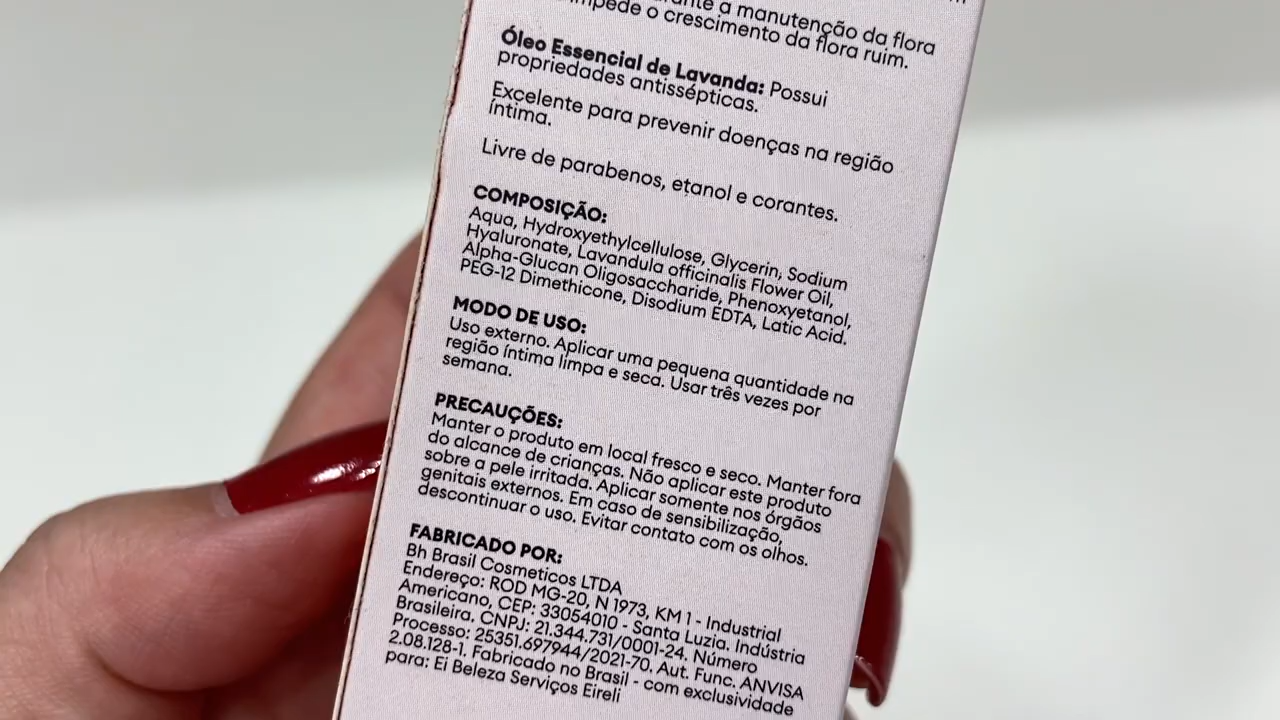 a manutenção da flora
impede o crescimento da flora ruim.
Óleo Essencial de Lavanda: Possui
propriedades antissépticas.
Excelente para prevenir doenças na região
íntima.
Livre de parabenos, etanol e corantes.
COMPOSIÇÃO:
Aqua, Hydroxyethylcellulose, Glycerin, Sodium
Hyaluronate, Lavandula officinalis Flower Oil,
Alpha-Glucan Oligosaccharide, Phenoxyetanol,
PEG-12 Dimethicone, Disodium EDTA, Latic Acid.
MODO DE USO:
Uso externo. Aplicar uma pequena quantidade na
região íntima limpa e seca. Usar três vezes por
semana.
PRECAUÇÕES:
Manter o produto em local fresco e seco. Manter fora
do alcance de crianças. Não aplicar este produto
sobre a pele irritada. Aplicar somente nos órgãos
genitais externos. Em caso de sensibilização,
descontinuar o uso. Evitar contato com os olhos.
FABRICADO POR:
Bh Brasil Cosmeticos LTDA
Endereço: ROD MG-20, N 1973, KM 1 - Industrial
Americano, CEP: 33054010 - Santa Luzia. Indústria
Brasileira. CNPJ: 21.344.731/0001-24. Número
Processo: 25351.697944/2021-70. Aut. Func. ANVISA
2.08.128-1. Fabricado no Brasil - com exclusividade
para: Ei Beleza Serviços Eireli